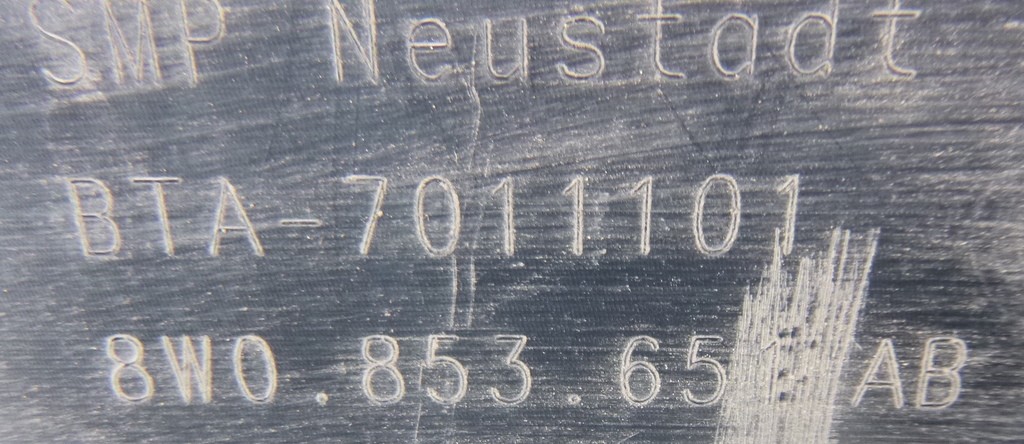 SMP Neustadt
BTA-7011101
8W0.853.65 AB